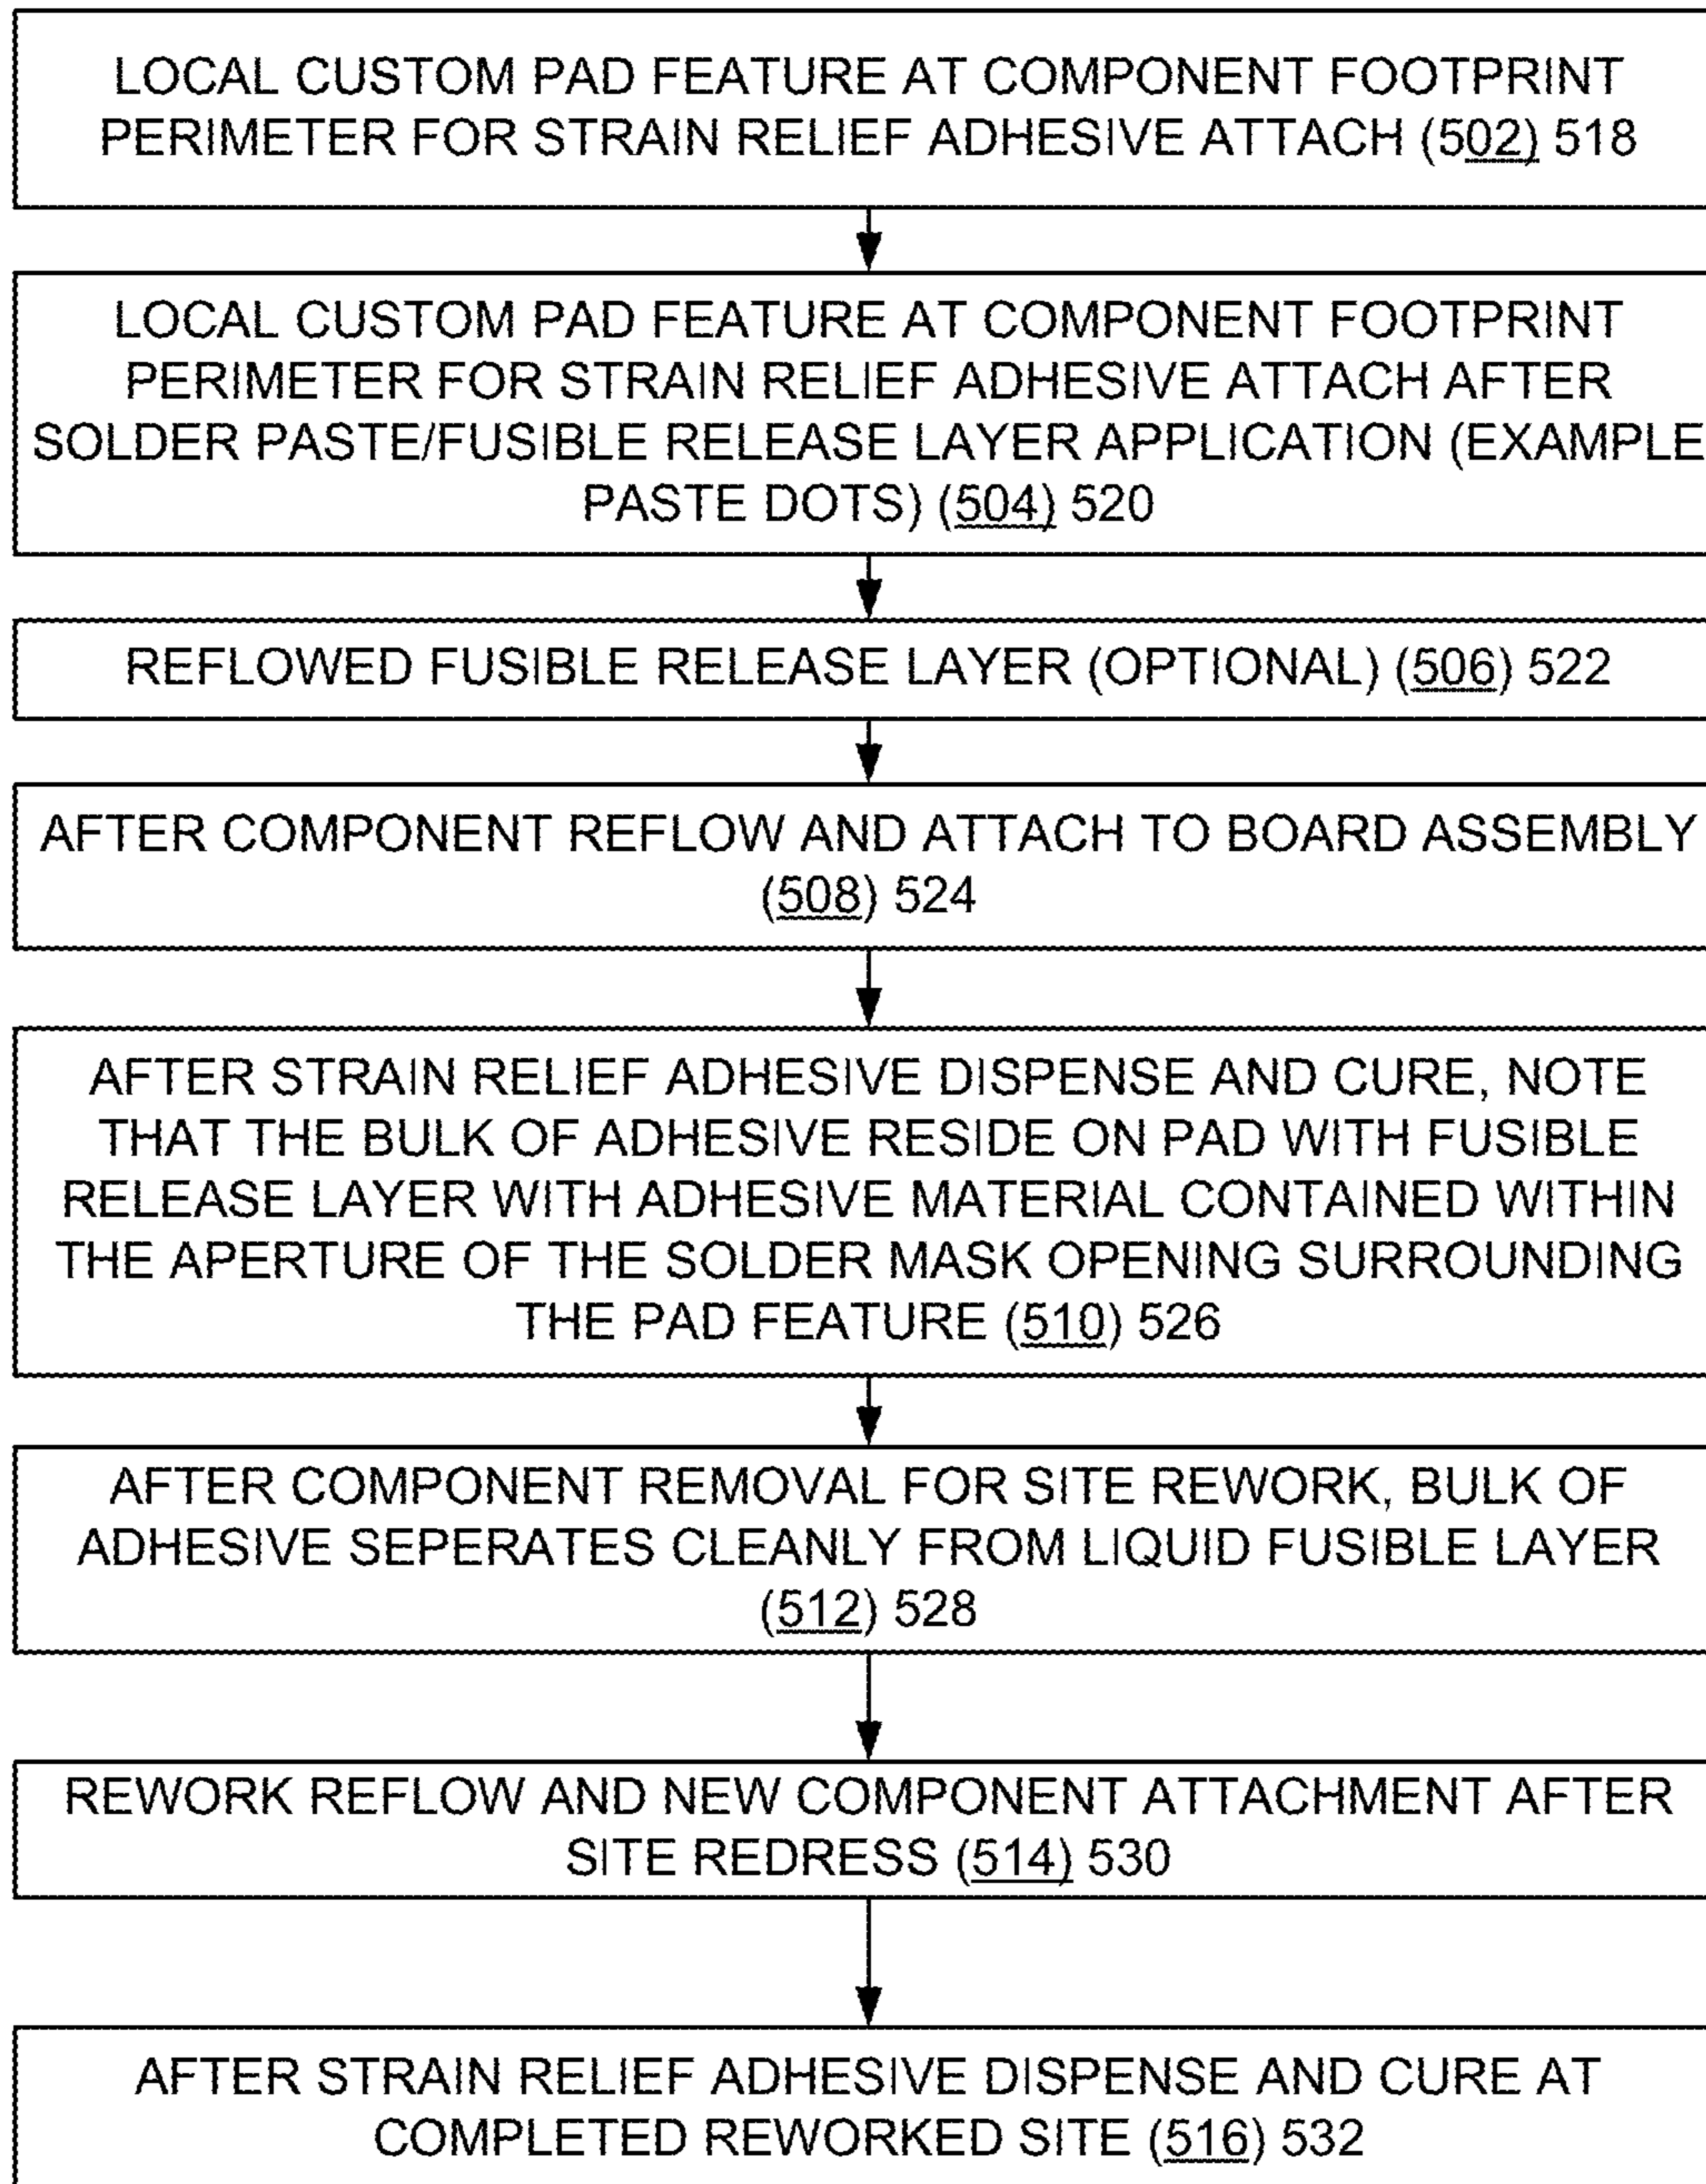 LOCAL CUSTOM PAD FEATURE AT COMPONENT FOOTPRINT
PERIMETER FOR STRAIN RELIEF ADHESIVE ATTACH (502) 518
LOCAL CUSTOM PAD FEATURE AT COMPONENT FOOTPRINT
PERIMETER FOR STRAIN RELIEF ADHESIVE ATTACH AFTER
SOLDER PASTE/FUSIBLE RELEASE LAYER APPLICATION (EXAMPLE
PASTE DOTS) (504) 520
REFLOWED FUSIBLE RELEASE LAYER (OPTIONAL) (506) 522
AFTER COMPONENT REFLOW AND ATTACH TO BOARD ASSEMBLY
(508) 524
AFTER STRAIN RELIEF ADHESIVE DISPENSE AND CURE, NOTE
THAT THE BULK OF ADHESIVE RESIDE ON PAD WITH FUSIBLE
RELEASE LAYER WITH ADHESIVE MATERIAL CONTAINED WITHIN
THE APERTURE OF THE SOLDER MASK OPENING SURROUNDING
THE PAD FEATURE (510) 526
AFTER COMPONENT REMOVAL FOR SITE REWORK, BULK OF
ADHESIVE SEPERATES CLEANLY FROM LIQUID FUSIBLE LAYER
(512) 528
REWORK REFLOW AND NEW COMPONENT ATTACHMENT AFTER
SITE REDRESS (514) 530
AFTER STRAIN RELIEF ADHESIVE DISPENSE AND CURE AT
COMPLETED REWORKED SITE (516) 532